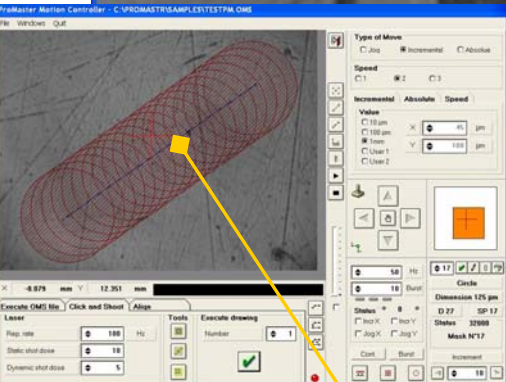 ProMaster Motion Controller - C:\PROMASTR\SAMPLES\TESTPM.OMS
File Windows Quit
Type of Move
Jog Incremental Absolue
Speed
1 2 3
Incremental Absolute Speed
Value
10 µm
100 µm
1mm
User 1
User 2
X 45 µm
Y 100 µm
X -8.079 mm Y 12.351 mm
Execute OMS file Click and Shoot Align
Laser
Rep. rate 100 Hz
Static shot dose 10
Dynamic shot dose 5
Tools
Execute drawing
Number 1
50 Hz
10 Burst
Status
Incr X Incr Y
Jog X Jog Y
Cont. Burst
17
Circle
Dimension 125 µm
D 27 SP 17
Status 32000
Mask N°17
Increment
10